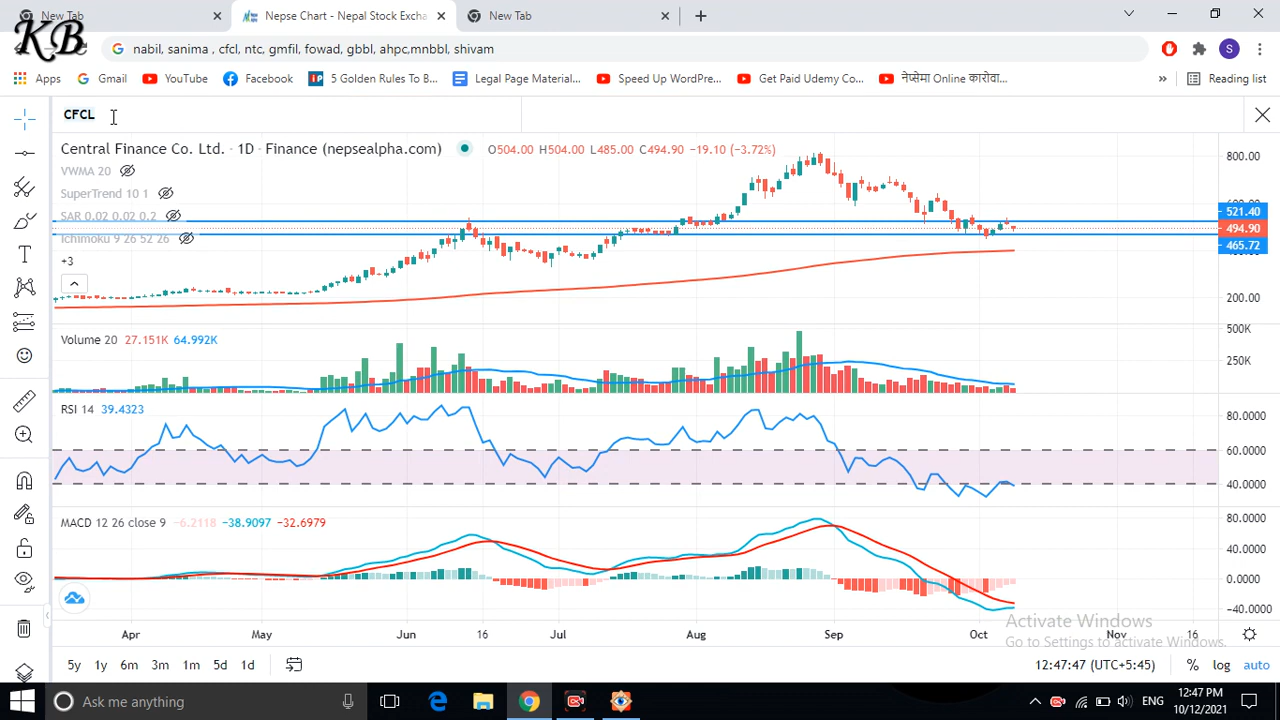 New Tab
Nepse Chart - Nepal Stock Excha
New Tab
KB
nabil, sanima , cfcl, ntc, gmfil, fowad, gbbl, ahpc,mnbbl, shivam
S
Apps
Gmail
YouTube
Facebook
5 Golden Rules To B...
Legal Page Material...
Speed Up WordPre...
Get Paid Udemy Co...
नेप्सेमा Online कारोवा...
»
Reading list
CFCL
Central Finance Co. Ltd. · 1D · Finance (nepsealpha.com)
O504.00 H504.00 L485.00 C494.90 −19.10 (−3.72%)
800.00
VWMA 20
SuperTrend 10 1
SAR 0.02 0.02 0.2
521.40
494.90
Ichimoku 9 26 52 26
465.72
+3
200.00
500K
Volume 20 27.151K 64.992K
250K
RSI 14 39.4323
80.0000
60.0000
40.0000
MACD 12 26 close 9 −6.2118 −38.9097 −32.6979
80.0000
40.0000
0.0000
−40.0000
Activate Windows
Go to Settings to activate Windows.
Apr May Jun 16 Jul Aug Sep Oct Nov 16
5y 1y 6m 3m 1m 5d 1d
12:47:47 (UTC+5:45) % log auto
Ask me anything
ENG
12:47 PM
10/12/2021